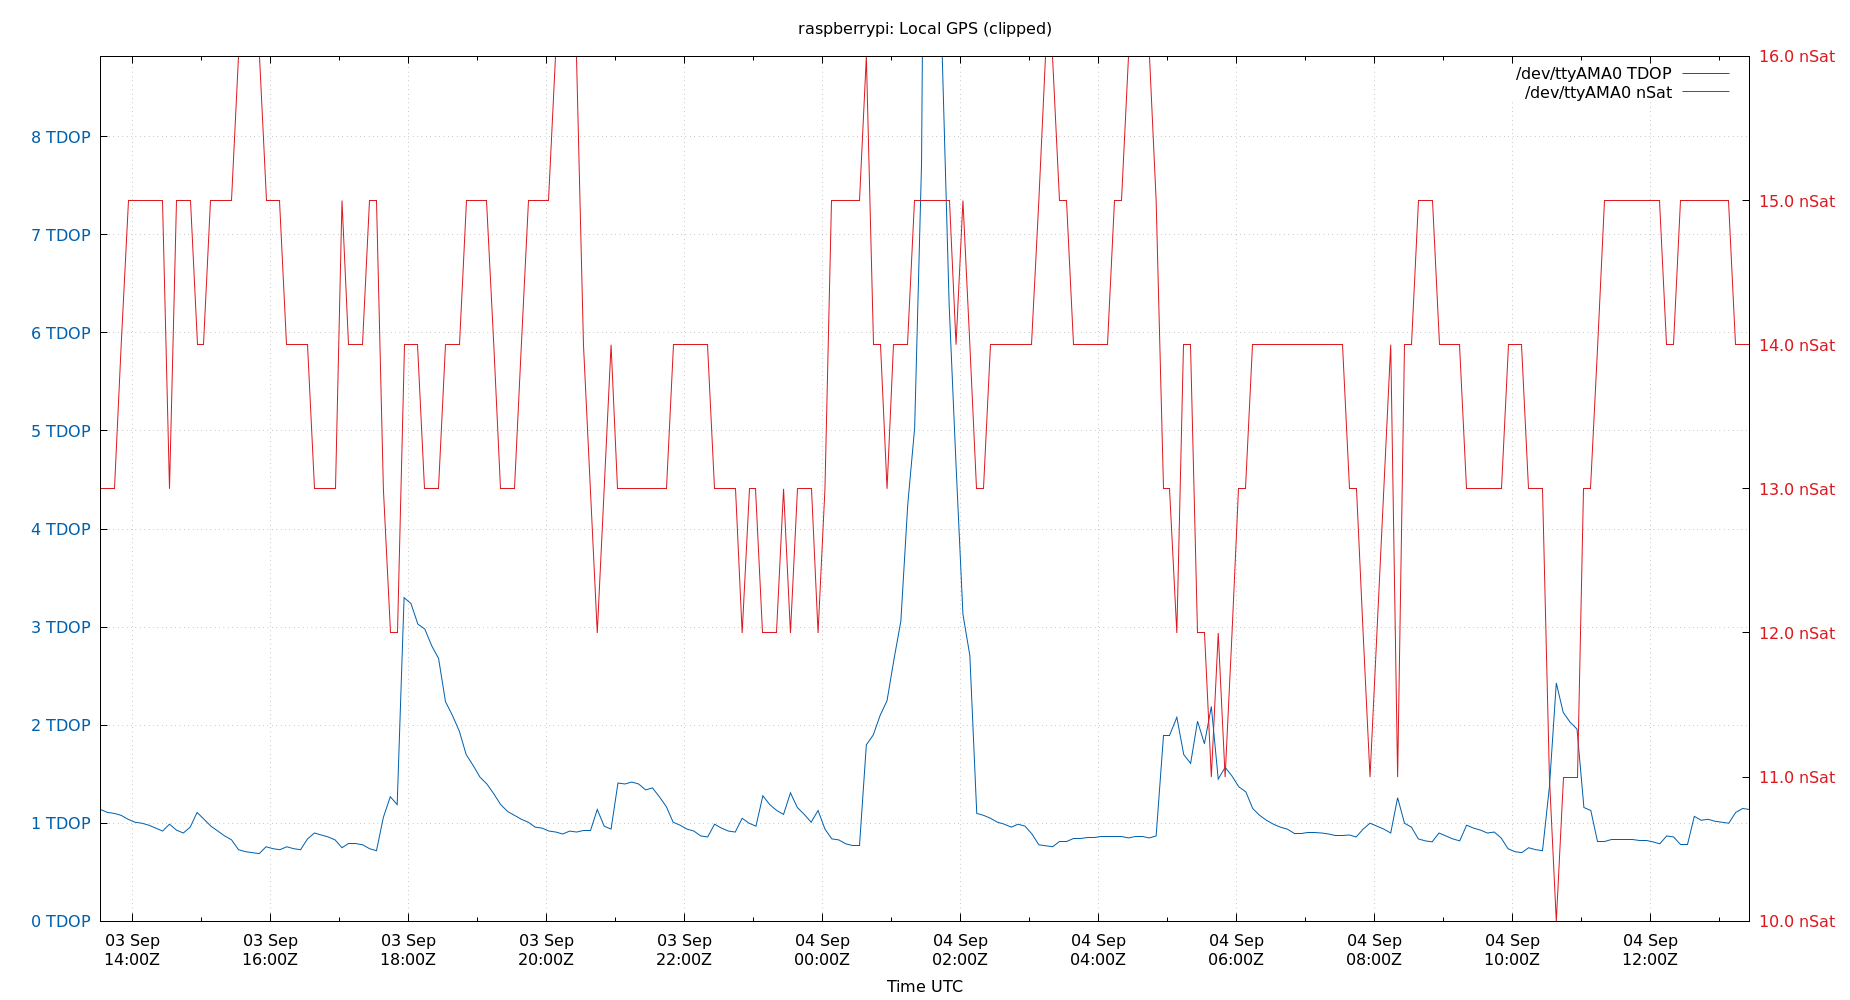 raspberrypi: Local GPS (clipped)
/dev/ttyAMA0 TDOP
/dev/ttyAMA0 nSat
8 TDOP
7 TDOP
6 TDOP
5 TDOP
4 TDOP
3 TDOP
2 TDOP
1 TDOP
0 TDOP
16.0 nSat
15.0 nSat
14.0 nSat
13.0 nSat
12.0 nSat
11.0 nSat
10.0 nSat
03 Sep
14:00Z
03 Sep
16:00Z
03 Sep
18:00Z
03 Sep
20:00Z
03 Sep
22:00Z
04 Sep
00:00Z
04 Sep
02:00Z
04 Sep
04:00Z
04 Sep
06:00Z
04 Sep
08:00Z
04 Sep
10:00Z
04 Sep
12:00Z
Time UTC